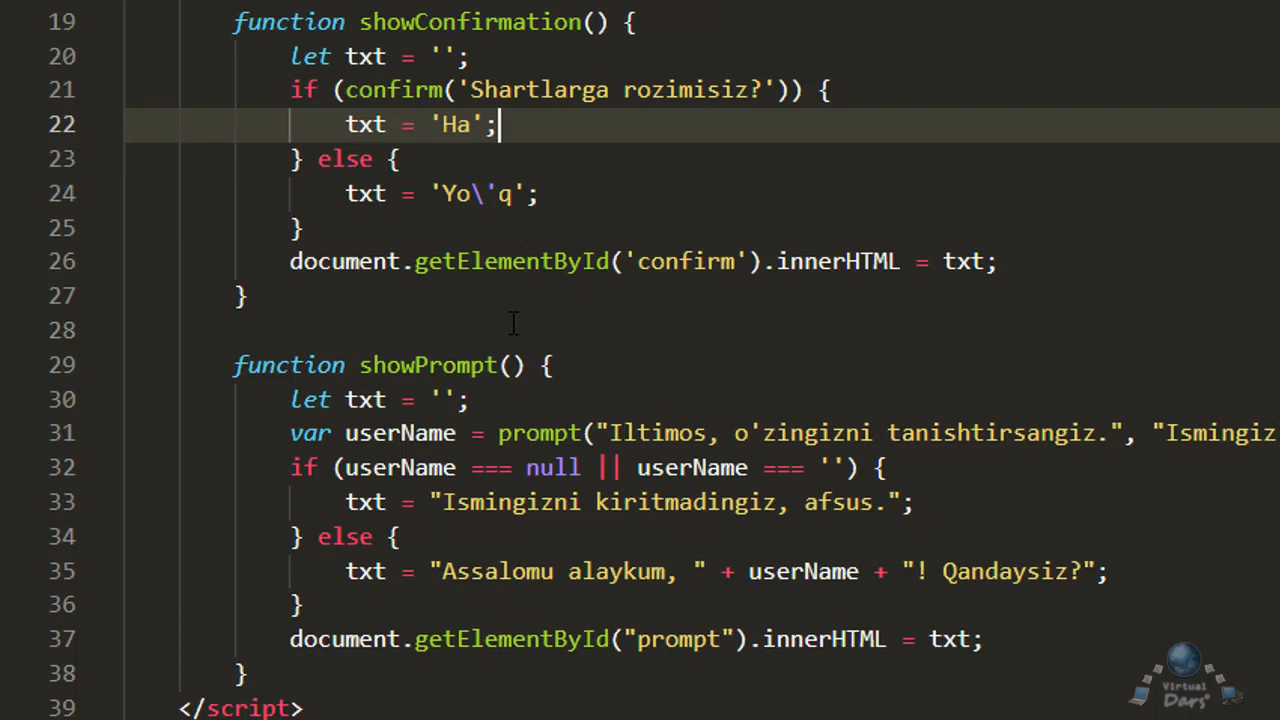 19 function showConfirmation() {
20 let txt = '';
21 if (confirm('Shartlarga rozimisiz?')) {
22 txt = 'Ha';
23 } else {
24 txt = 'Yo\'q';
25 }
26 document.getElementById('confirm').innerHTML = txt;
27 }
28
29 function showPrompt() {
30 let txt = '';
31 var userName = prompt("Iltimos, o'zingizni tanishtirsangiz.", "Ismingiz
32 if (userName === null || userName === '') {
33 txt = "Ismingizni kiritmadingiz, afsus.";
34 } else {
35 txt = "Assalomu alaykum, " + userName + "! Qandaysiz?";
36 }
37 document.getElementById("prompt").innerHTML = txt;
38 }
39 </script>
Virtual
Dars